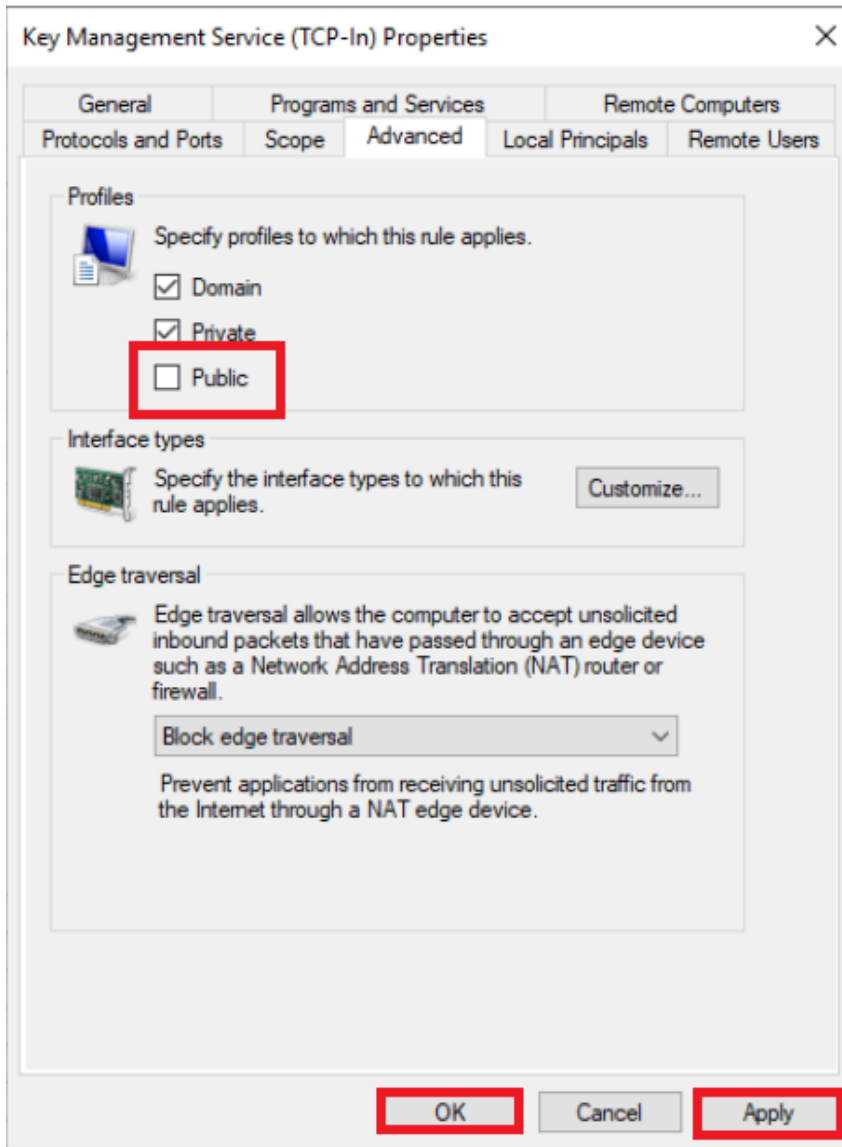 Key Management Service (TCP-In) Properties
General Programs and Services Remote Computers
Protocols and Ports Scope Advanced Local Principals Remote Users
Profiles
Specify profiles to which this rule applies.
Domain
Private
Public
Interface types
Specify the interface types to which this
rule applies.
Customize...
Edge traversal
Edge traversal allows the computer to accept unsolicited
inbound packets that have passed through an edge device
such as a Network Address Translation (NAT) router or
firewall.
Block edge traversal
Prevent applications from receiving unsolicited traffic from
the Internet through a NAT edge device.
OK Cancel Apply